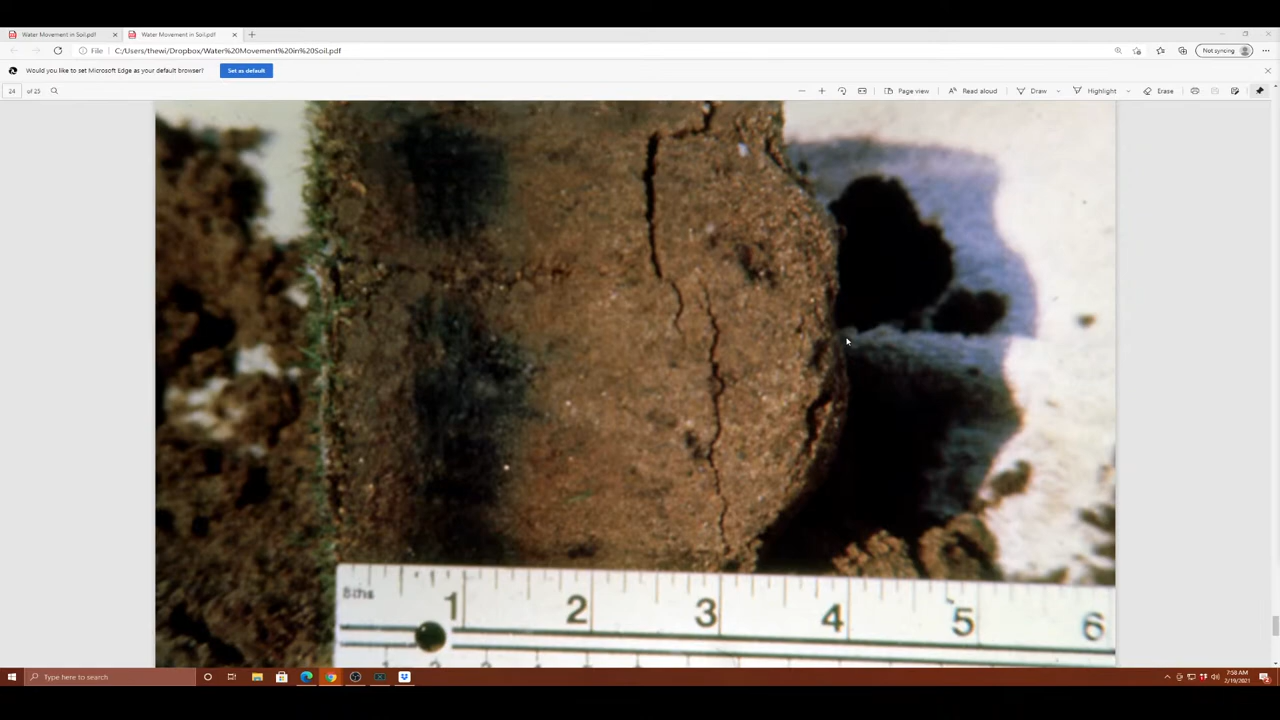 Water Movement in Soil.pdf
Water Movement in Soil.pdf
File
C:/Users/thewi/Dropbox/Water%20Movement%20in%20Soil.pdf
Not syncing
Would you like to set Microsoft Edge as your default browser?
Set as default
24 of 25
Page view
Read aloud
Draw
Highlight
Erase
8ths
1 2 3 4 5 6
Type here to search
7:58 AM
2/19/2021